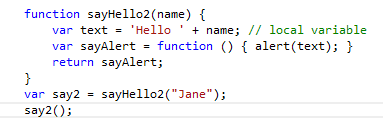 function sayHello2(name) {
    var text = 'Hello ' + name; // local variable
    var sayAlert = function () { alert(text); }
    return sayAlert;
}
var say2 = sayHello2("Jane");
say2();